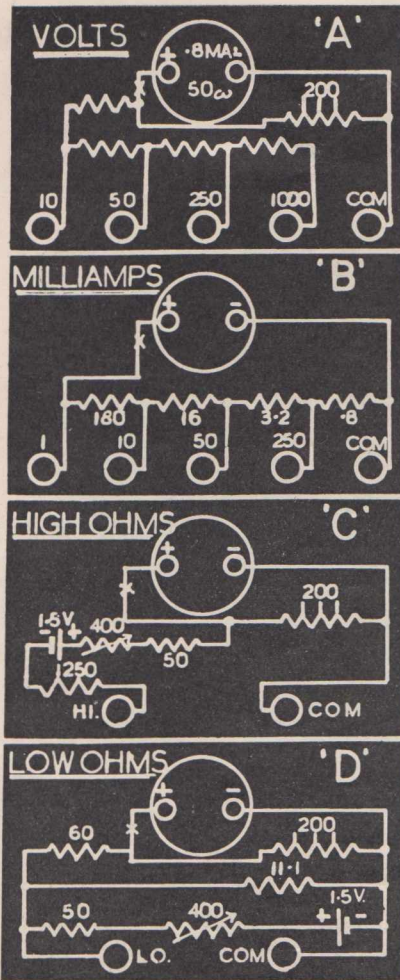 VOLTS 'A'
+ ·8MA. -
50ω
200
10 50 250 1000 COM
MILLIAMPS 'B'
+ -
180 16 3·2 ·8
1 10 50 250 COM
HIGH OHMS 'C'
+ -
200
1·5V.
- + 400
50
1250
HI. COM
LOW OHMS 'D'
+ -
60 200
11·1
1·5V.
50 400 + -
LO. COM